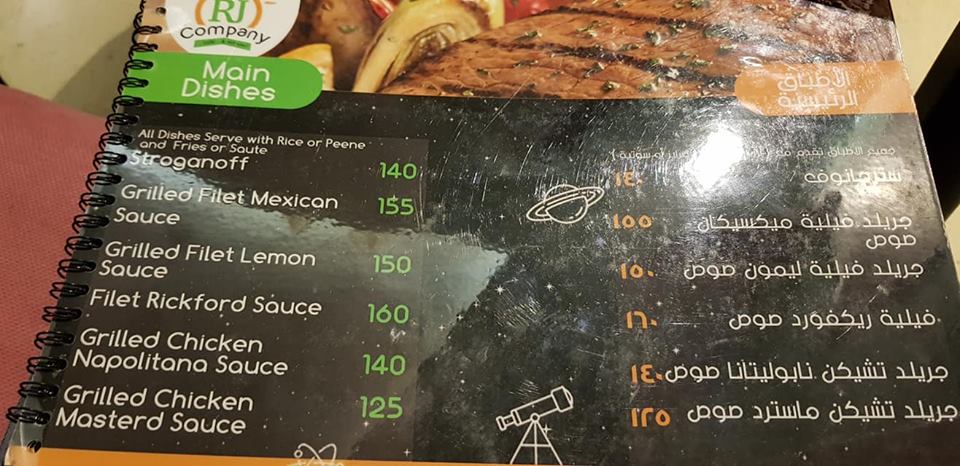 RJ
Company
Main
Dishes
All Dishes Serve with Rice or Peene
and Fries or Saute
Stroganoff
140
Grilled Filet Mexican
Sauce
155
Grilled Filet Lemon
Sauce
150
Filet Rickford Sauce
160
Grilled Chicken
Napolitana Sauce
140
Grilled Chicken
Masterd Sauce
125
الأطباق
الرئيسية
جميع الاطباق تقدم مع
ستروجانوف
١٤٠
جريلد فيلية ميكسيكان
صوص
١٥٥
جريلد فيلية ليمون صوص
١٥٠
فيلية ريكفورد صوص
١٦٠
جريلد تشيكن نابوليتانا صوص
١٤٠
جريلد تشيكن ماسترد صوص
١٢٥